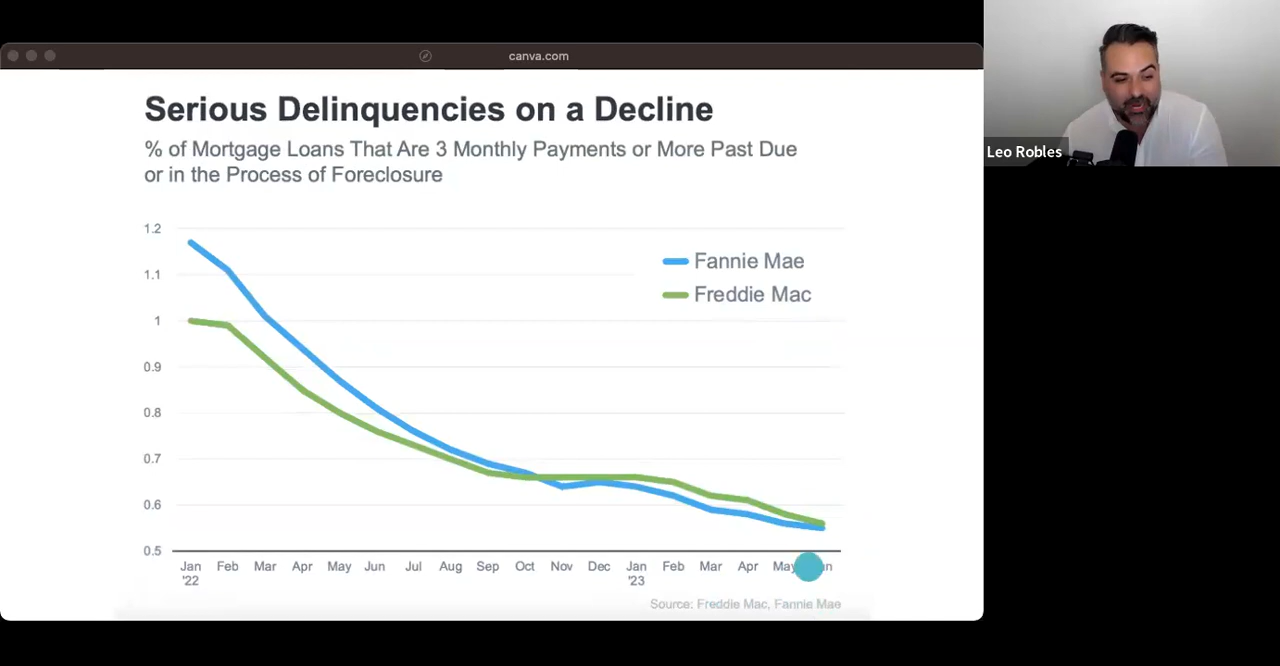 canva.com
Serious Delinquencies on a Decline
% of Mortgage Loans That Are 3 Monthly Payments or More Past Due
or in the Process of Foreclosure
1.2
1.1
1
0.9
0.8
0.7
0.6
0.5
Fannie Mae
Freddie Mac
Jan Feb Mar Apr May Jun Jul Aug Sep Oct Nov Dec Jan Feb Mar Apr May
'22 '23
Source: Freddie Mac, Fannie Mae
Leo Robles